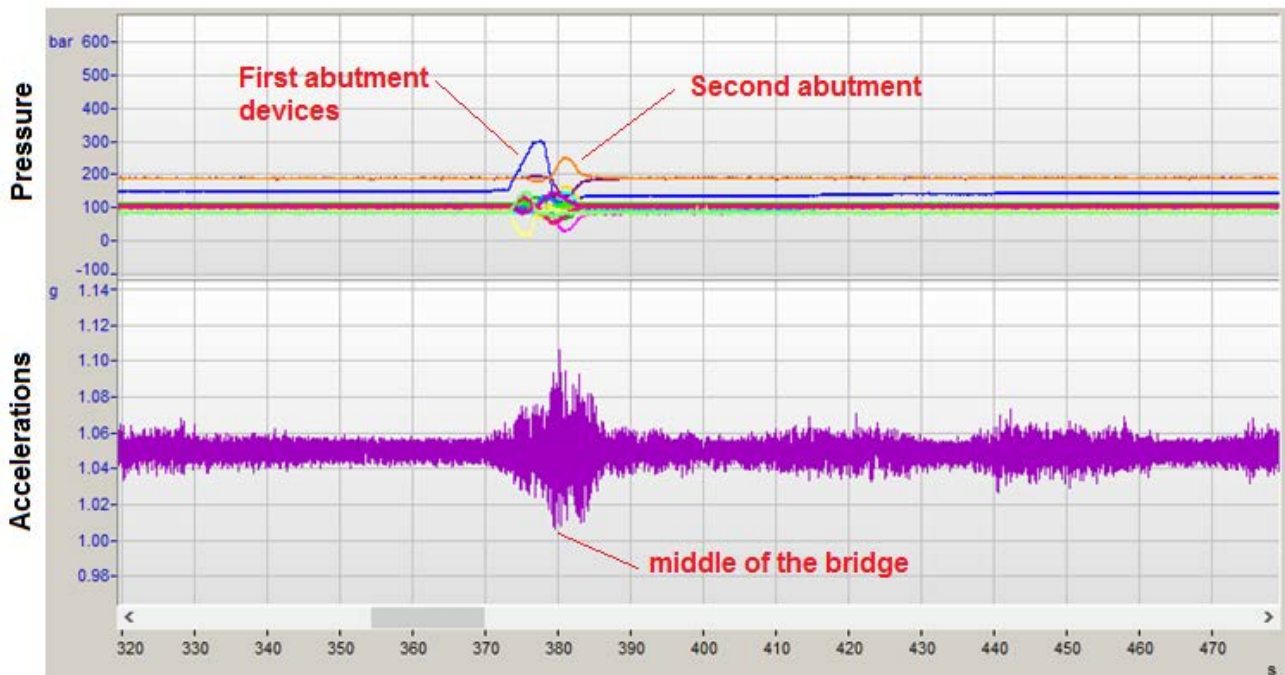 Pressure
bar 600
500
400
300
200
100
0
-100
First abutment
devices
Second abutment
Accelerations
g
1.14
1.12
1.10
1.08
1.06
1.04
1.02
1.00
0.98
middle of the bridge
320 330 340 350 360 370 380 390 400 410 420 430 440 450 460 470
s